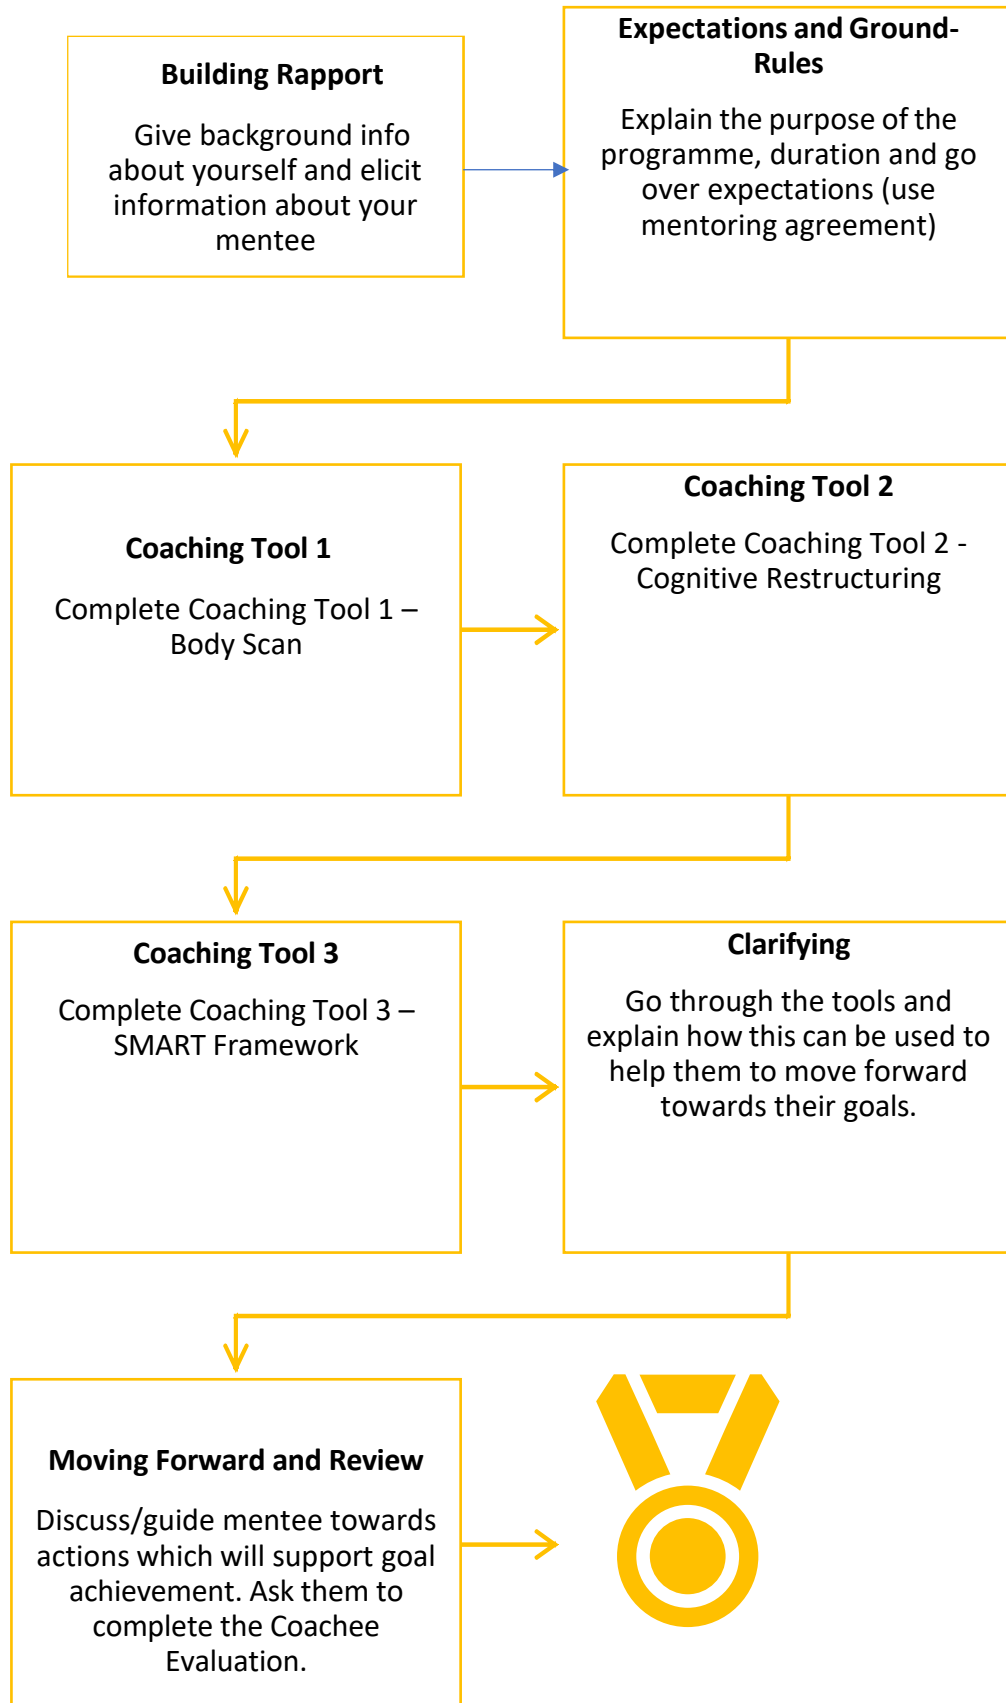 Building Rapport
Give background info
about yourself and elicit
information about your
mentee
Expectations and Ground-
Rules
Explain the purpose of the
programme, duration and go
over expectations (use
mentoring agreement)
Coaching Tool 1
Complete Coaching Tool 1 –
Body Scan
Coaching Tool 2
Complete Coaching Tool 2 -
Cognitive Restructuring
Coaching Tool 3
Complete Coaching Tool 3 –
SMART Framework
Clarifying
Go through the tools and
explain how this can be used to
help them to move forward
towards their goals.
Moving Forward and Review
Discuss/guide mentee towards
actions which will support goal
achievement. Ask them to
complete the Coachee
Evaluation.